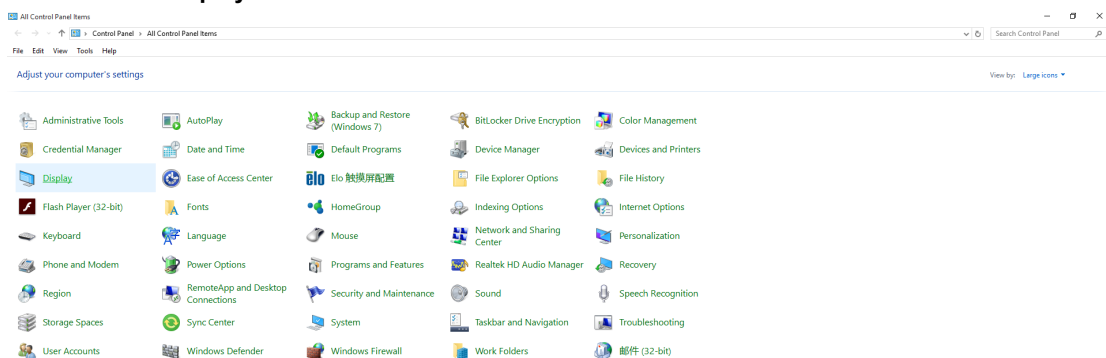 All Control Panel Items
Control Panel > All Control Panel Items
Search Control Panel
File Edit View Tools Help
Adjust your computer's settings
View by: Large icons
Administrative Tools
AutoPlay
Backup and Restore
(Windows 7)
BitLocker Drive Encryption
Color Management
Credential Manager
Date and Time
Default Programs
Device Manager
Devices and Printers
Display
Ease of Access Center
elo
Elo 触摸屏配置
File Explorer Options
File History
Flash Player (32-bit)
Fonts
HomeGroup
Indexing Options
Internet Options
Keyboard
Language
Mouse
Network and Sharing
Center
Personalization
Phone and Modem
Power Options
Programs and Features
Realtek HD Audio Manager
Recovery
Region
RemoteApp and Desktop
Connections
Security and Maintenance
Sound
Speech Recognition
Storage Spaces
Sync Center
System
Taskbar and Navigation
Troubleshooting
User Accounts
Windows Defender
Windows Firewall
Work Folders
邮件 (32-bit)